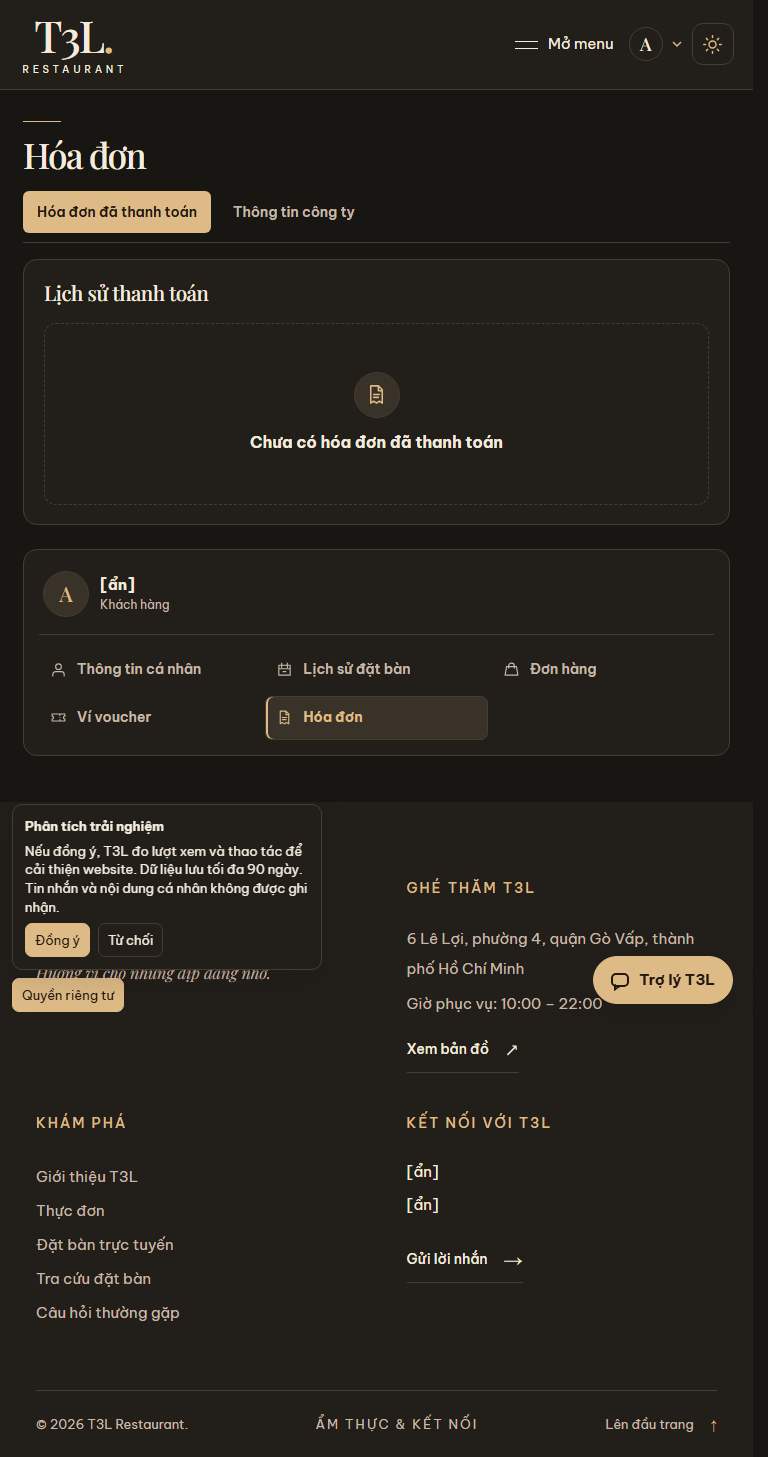 T3L.
RESTAURANT
Mở menu
A
Hóa đơn
Hóa đơn đã thanh toán
Thông tin công ty
Lịch sử thanh toán
Chưa có hóa đơn đã thanh toán
A
[ẩn]
Khách hàng
Thông tin cá nhân
Lịch sử đặt bàn
Đơn hàng
Ví voucher
Hóa đơn
Phân tích trải nghiệm
Nếu đồng ý, T3L đo lượt xem và thao tác để
cải thiện website. Dữ liệu lưu tối đa 90 ngày.
Tin nhắn và nội dung cá nhân không được ghi
nhận.
Đồng ý
Từ chối
Hương vị cho những dịp đáng nhớ.
Quyền riêng tư
GHÉ THĂM T3L
6 Lê Lợi, phường 4, quận Gò Vấp, thành
phố Hồ Chí Minh
Giờ phục vụ: 10:00 – 22:00
Trợ lý T3L
Xem bản đồ ↗
KHÁM PHÁ
Giới thiệu T3L
Thực đơn
Đặt bàn trực tuyến
Tra cứu đặt bàn
Câu hỏi thường gặp
KẾT NỐI VỚI T3L
[ẩn]
[ẩn]
Gửi lời nhắn →
© 2026 T3L Restaurant.
ẨM THỰC & KẾT NỐI
Lên đầu trang ↑